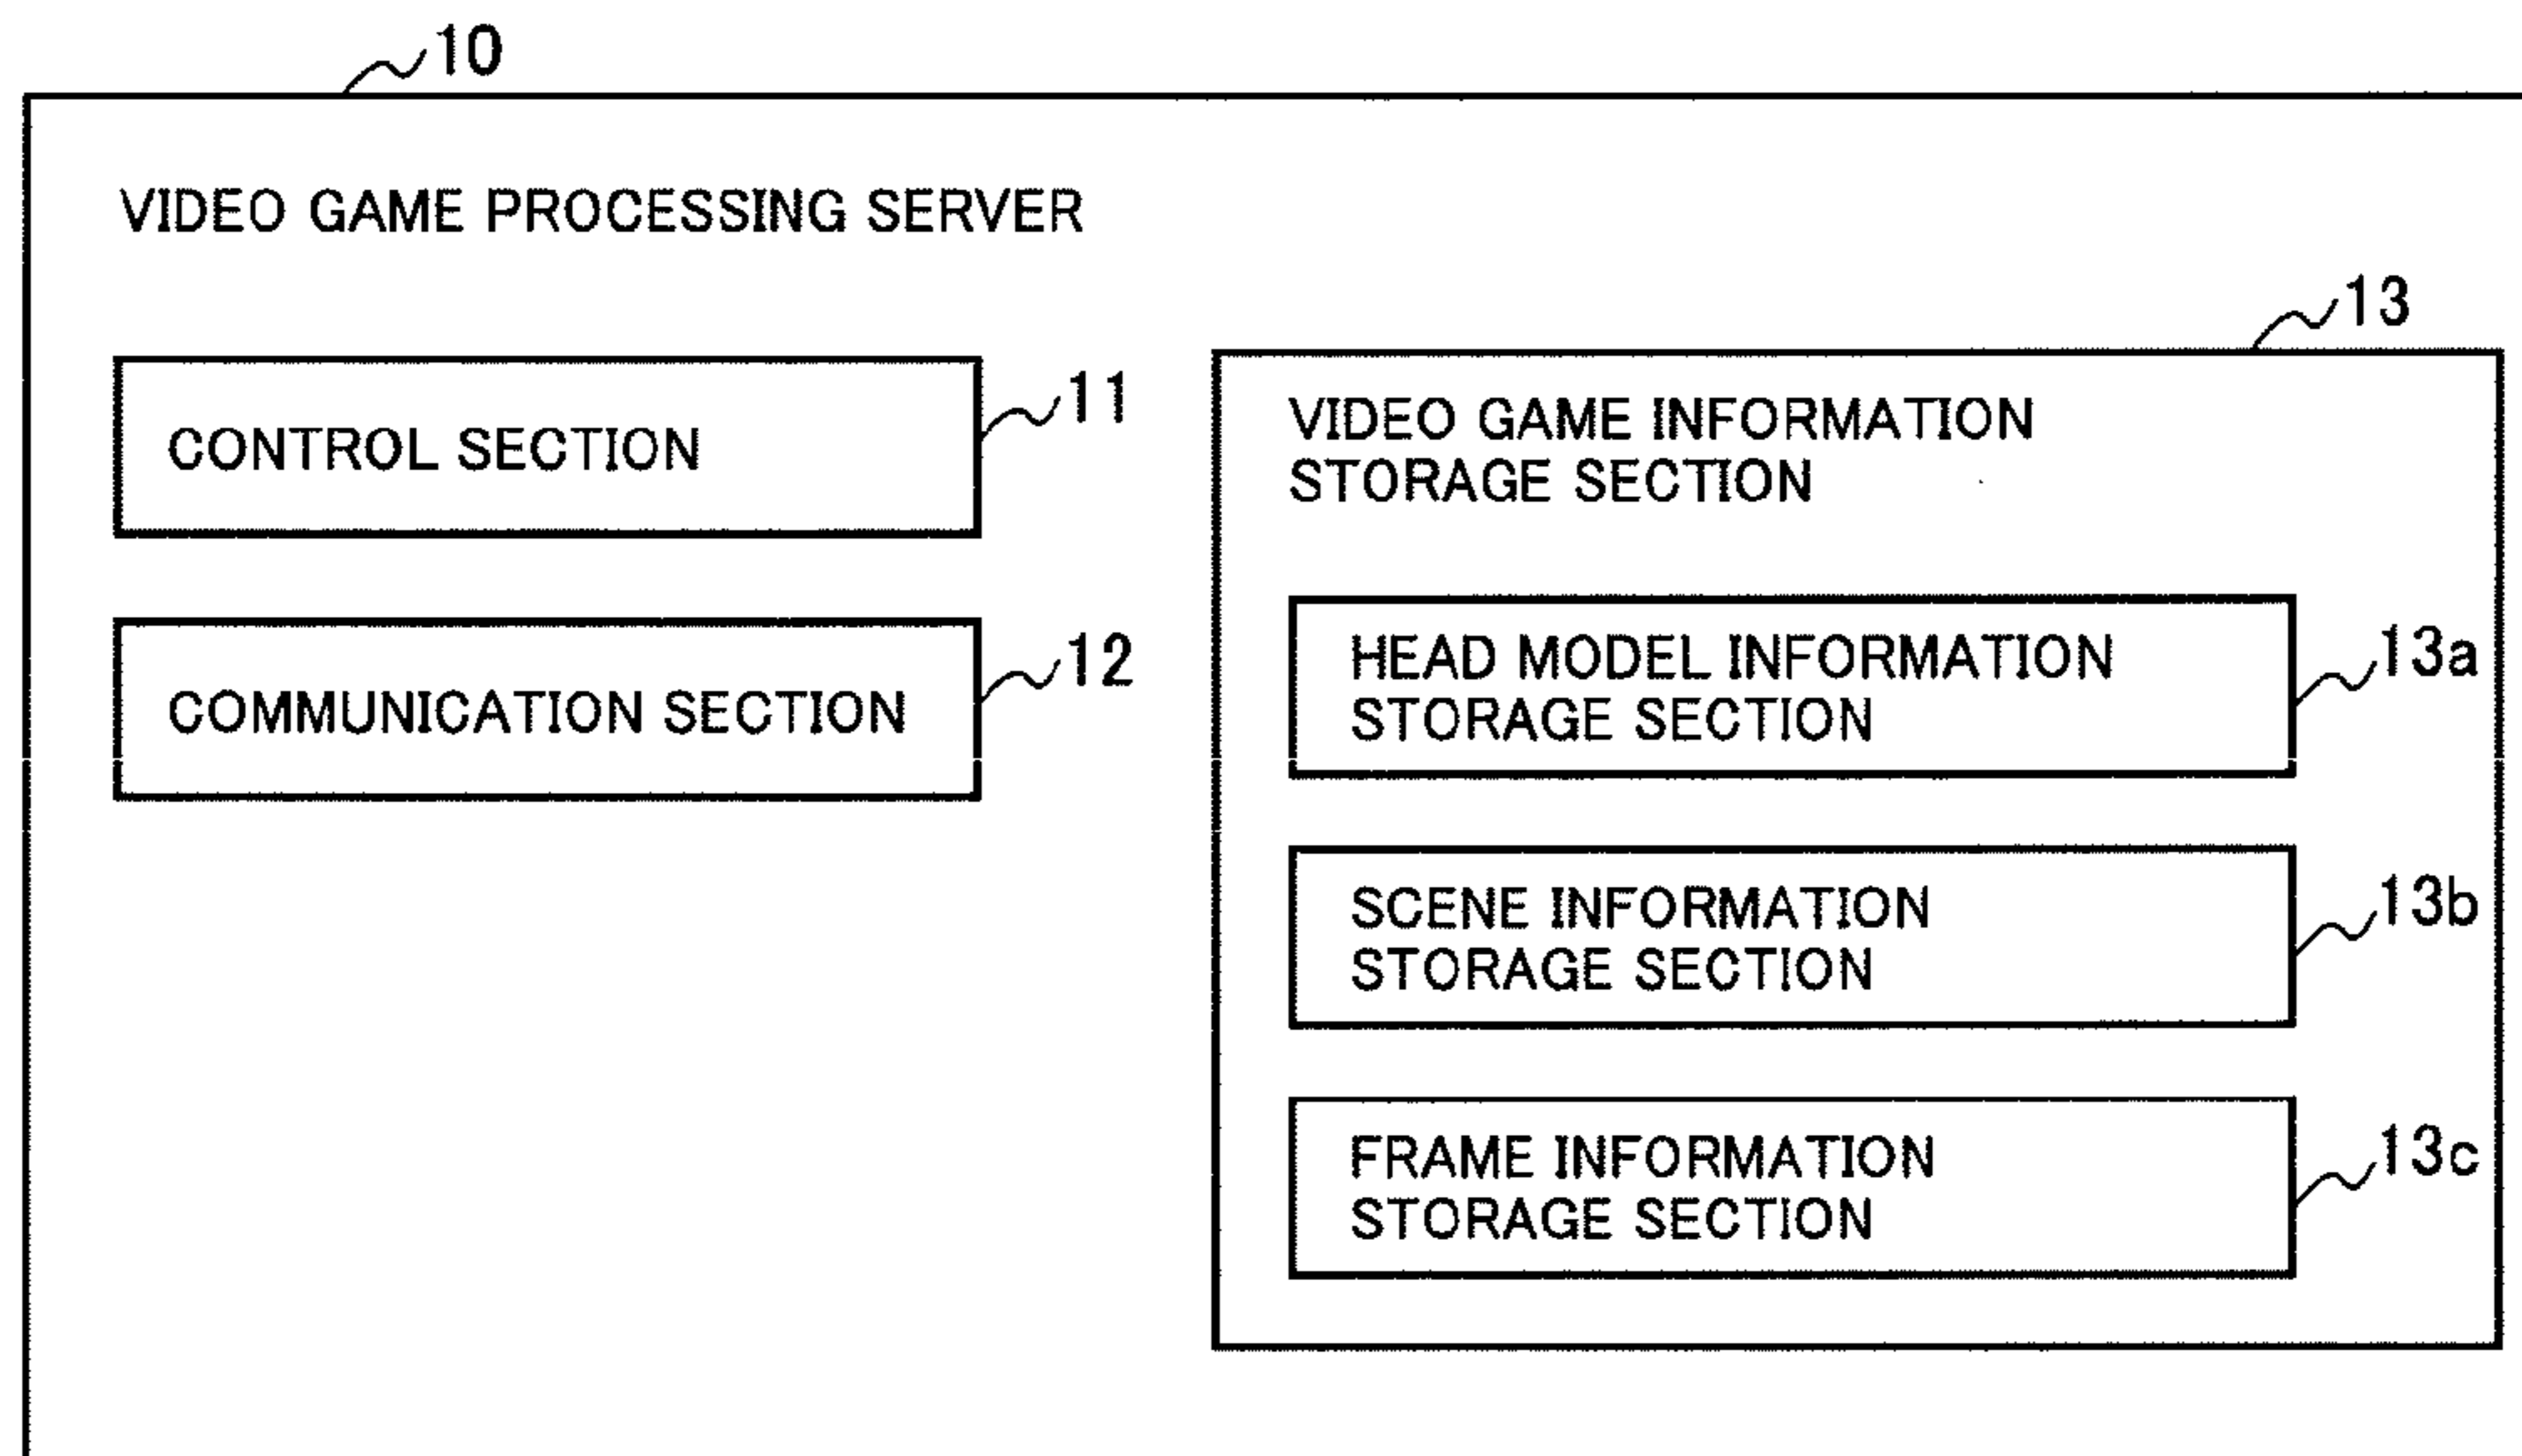 10
VIDEO GAME PROCESSING SERVER
CONTROL SECTION
11
COMMUNICATION SECTION
12
13
VIDEO GAME INFORMATION
STORAGE SECTION
HEAD MODEL INFORMATION
STORAGE SECTION
13a
SCENE INFORMATION
STORAGE SECTION
13b
FRAME INFORMATION
STORAGE SECTION
13c